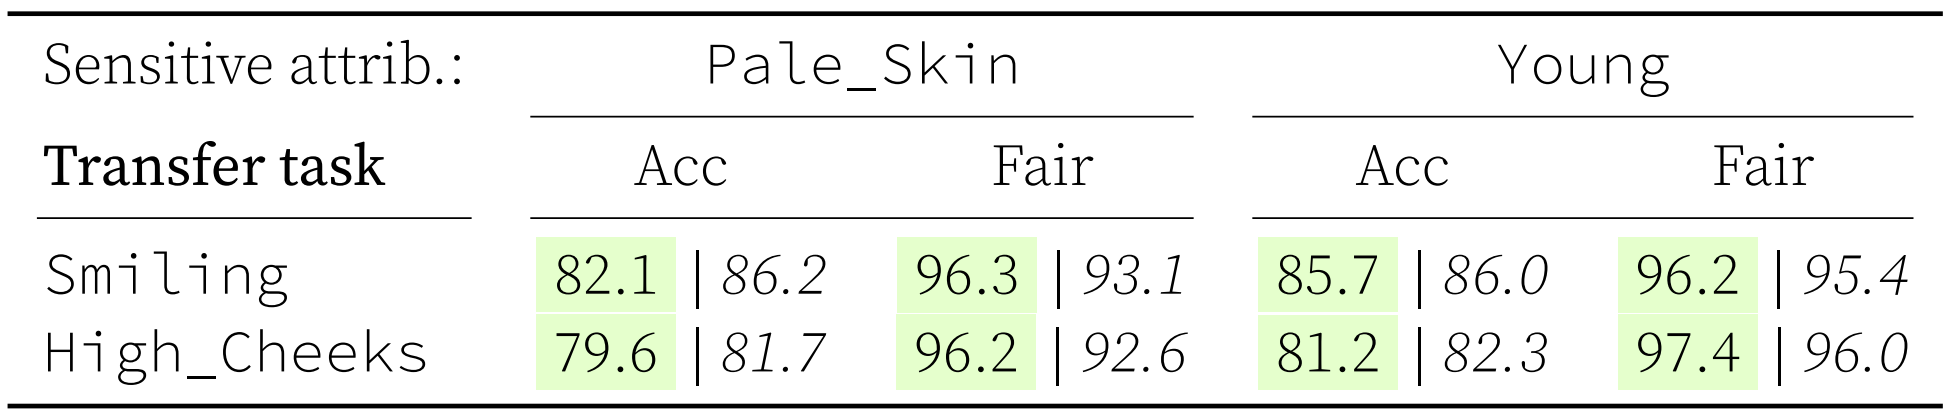 Sensitive attrib.: Pale_Skin Young
Transfer task Acc Fair Acc Fair
Smiling 82.1 | 86.2 96.3 | 93.1 85.7 | 86.0 96.2 | 95.4
High_Cheeks 79.6 | 81.7 96.2 | 92.6 81.2 | 82.3 97.4 | 96.0